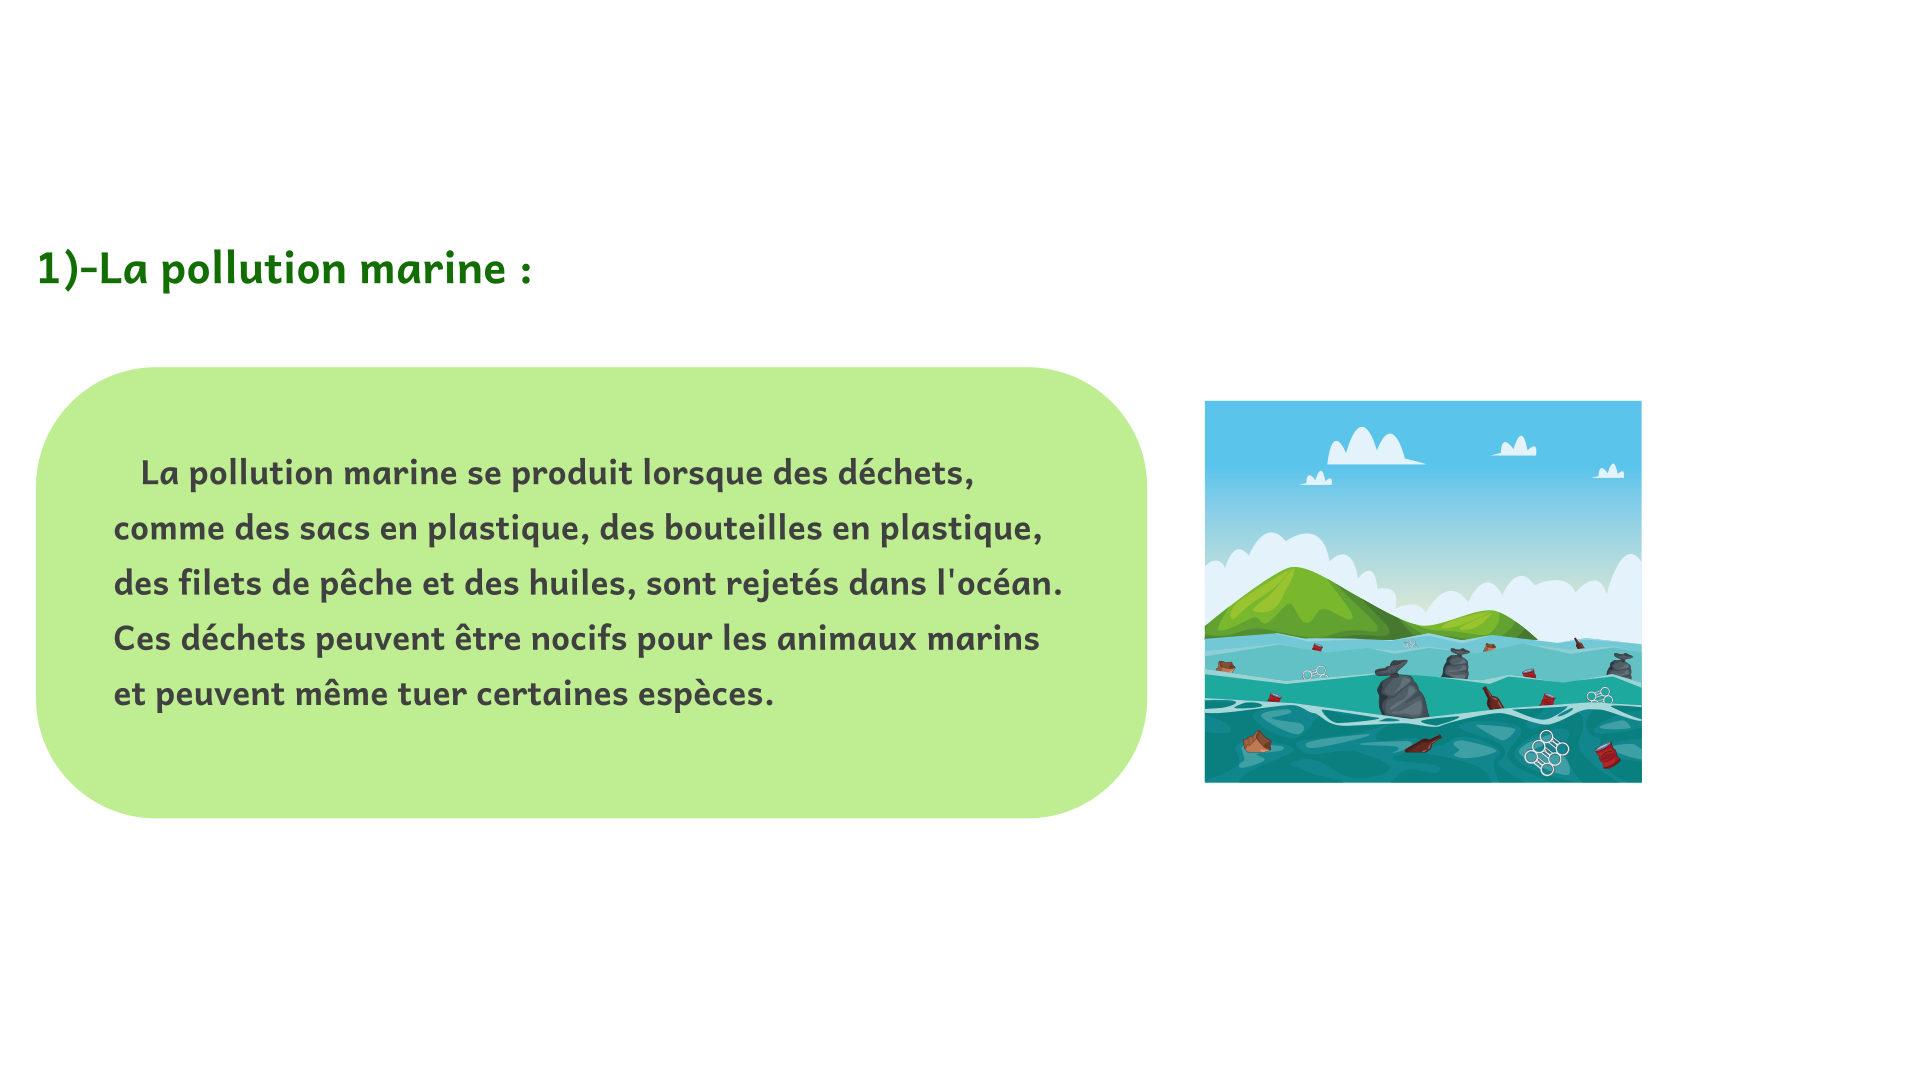 1)-La pollution marine :
La pollution marine se produit lorsque des déchets,
comme des sacs en plastique, des bouteilles en plastique,
des filets de pêche et des huiles, sont rejetés dans l'océan.
Ces déchets peuvent être nocifs pour les animaux marins
et peuvent même tuer certaines espèces.